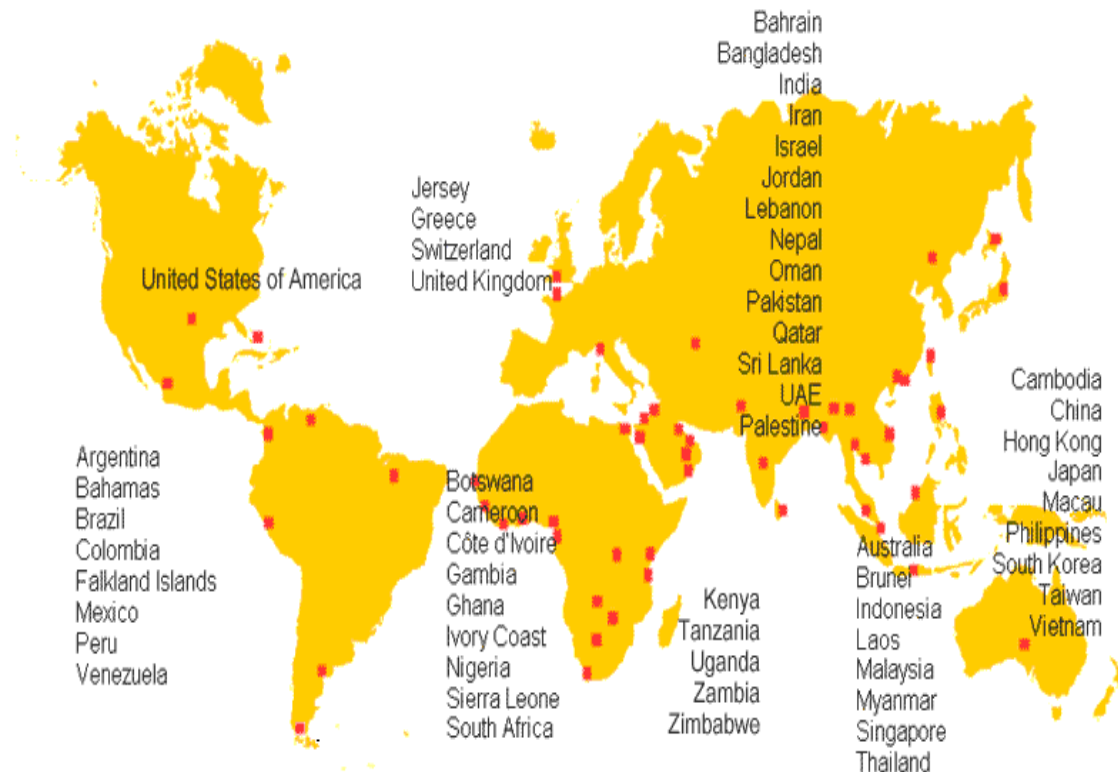 United States of America
Argentina
Bahamas
Brazil
Colombia
Falkland Islands
Mexico
Peru
Venezuela
Jersey
Greece
Switzerland
United Kingdom
Botswana
Cameroon
Côte d'Ivoire
Gambia
Ghana
Ivory Coast
Nigeria
Sierra Leone
South Africa
Kenya
Tanzania
Uganda
Zambia
Zimbabwe
Bahrain
Bangladesh
India
Iran
Israel
Jordan
Lebanon
Nepal
Oman
Pakistan
Qatar
Sri Lanka
UAE
Palestine
Australia
Brunei
Indonesia
Laos
Malaysia
Myanmar
Singapore
Thailand
Cambodia
China
Hong Kong
Japan
Macau
Philippines
South Korea
Taiwan
Vietnam